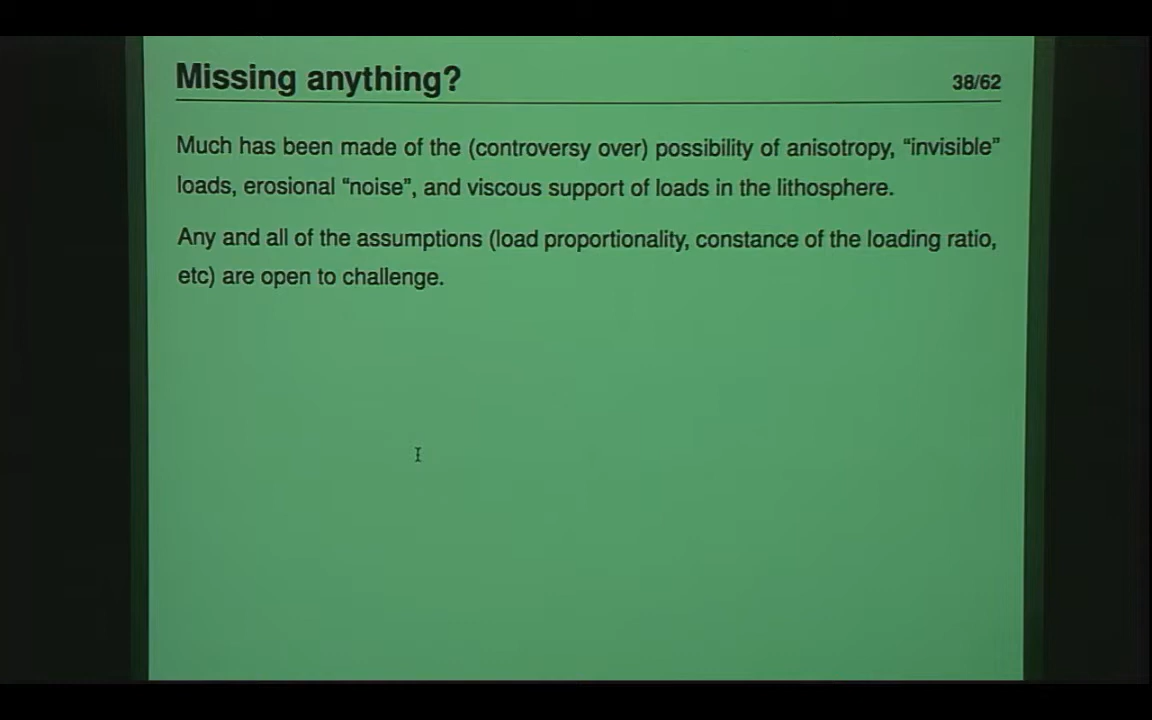 Missing anything?
38/62
Much has been made of the (controversy over) possibility of anisotropy, “invisible”
loads, erosional “noise”, and viscous support of loads in the lithosphere.
Any and all of the assumptions (load proportionality, constance of the loading ratio,
etc) are open to challenge.